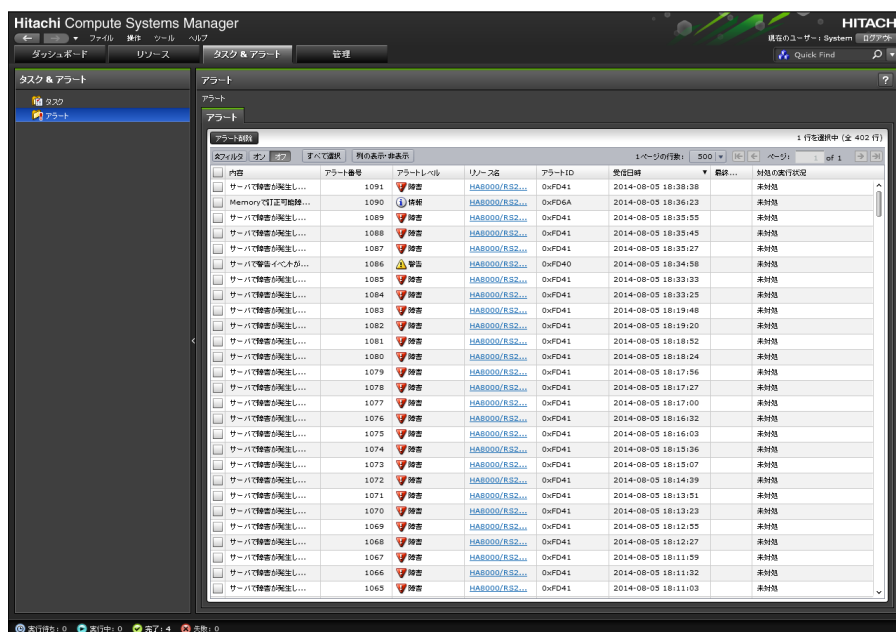 Hitachi Compute Systems Manager
HITACH
ファイル 操作 ツール ヘルプ
現在のユーザー: System ログアウト
ダッシュボード リソース タスク & アラート 管理 Quick Find
タスク & アラート
タスク
アラート
アラート ?
アラート
アラート
アラート削除 1 行を選択中 (全 402 行)
フィルタ オン オフ すべて選択 列の表示・非表示 1ページの行数: 500 ページ: 1 of 1
内容 アラート番号 アラートレベル リソース名 アラートID 受信日時 最終... 対処の実行状況
サーバで障害が発生し... 1091 障害 HA8000/RS2... 0xFD41 2014-08-05 18:38:38 未対処
Memoryで訂正可能障... 1090 情報 HA8000/RS2... 0xFD6A 2014-08-05 18:36:23 未対処
サーバで障害が発生し... 1089 障害 HA8000/RS2... 0xFD41 2014-08-05 18:35:55 未対処
サーバで障害が発生し... 1088 障害 HA8000/RS2... 0xFD41 2014-08-05 18:35:45 未対処
サーバで障害が発生し... 1087 障害 HA8000/RS2... 0xFD41 2014-08-05 18:35:27 未対処
サーバで警告イベントが... 1086 警告 HA8000/RS2... 0xFD40 2014-08-05 18:34:58 未対処
サーバで障害が発生し... 1085 障害 HA8000/RS2... 0xFD41 2014-08-05 18:33:33 未対処
サーバで障害が発生し... 1084 障害 HA8000/RS2... 0xFD41 2014-08-05 18:33:25 未対処
サーバで障害が発生し... 1083 障害 HA8000/RS2... 0xFD41 2014-08-05 18:19:48 未対処
サーバで障害が発生し... 1082 障害 HA8000/RS2... 0xFD41 2014-08-05 18:19:20 未対処
サーバで障害が発生し... 1081 障害 HA8000/RS2... 0xFD41 2014-08-05 18:18:52 未対処
サーバで障害が発生し... 1080 障害 HA8000/RS2... 0xFD41 2014-08-05 18:18:24 未対処
サーバで障害が発生し... 1079 障害 HA8000/RS2... 0xFD41 2014-08-05 18:17:56 未対処
サーバで障害が発生し... 1078 障害 HA8000/RS2... 0xFD41 2014-08-05 18:17:27 未対処
サーバで障害が発生し... 1077 障害 HA8000/RS2... 0xFD41 2014-08-05 18:17:00 未対処
サーバで障害が発生し... 1076 障害 HA8000/RS2... 0xFD41 2014-08-05 18:16:32 未対処
サーバで障害が発生し... 1075 障害 HA8000/RS2... 0xFD41 2014-08-05 18:16:03 未対処
サーバで障害が発生し... 1074 障害 HA8000/RS2... 0xFD41 2014-08-05 18:15:36 未対処
サーバで障害が発生し... 1073 障害 HA8000/RS2... 0xFD41 2014-08-05 18:15:07 未対処
サーバで障害が発生し... 1072 障害 HA8000/RS2... 0xFD41 2014-08-05 18:14:39 未対処
サーバで障害が発生し... 1071 障害 HA8000/RS2... 0xFD41 2014-08-05 18:13:51 未対処
サーバで障害が発生し... 1070 障害 HA8000/RS2... 0xFD41 2014-08-05 18:13:23 未対処
サーバで障害が発生し... 1069 障害 HA8000/RS2... 0xFD41 2014-08-05 18:12:55 未対処
サーバで障害が発生し... 1068 障害 HA8000/RS2... 0xFD41 2014-08-05 18:12:27 未対処
サーバで障害が発生し... 1067 障害 HA8000/RS2... 0xFD41 2014-08-05 18:11:59 未対処
サーバで障害が発生し... 1066 障害 HA8000/RS2... 0xFD41 2014-08-05 18:11:32 未対処
サーバで障害が発生し... 1065 障害 HA8000/RS2... 0xFD41 2014-08-05 18:11:03 未対処
実行待ち: 0 実行中: 0 完了: 4 失敗: 0